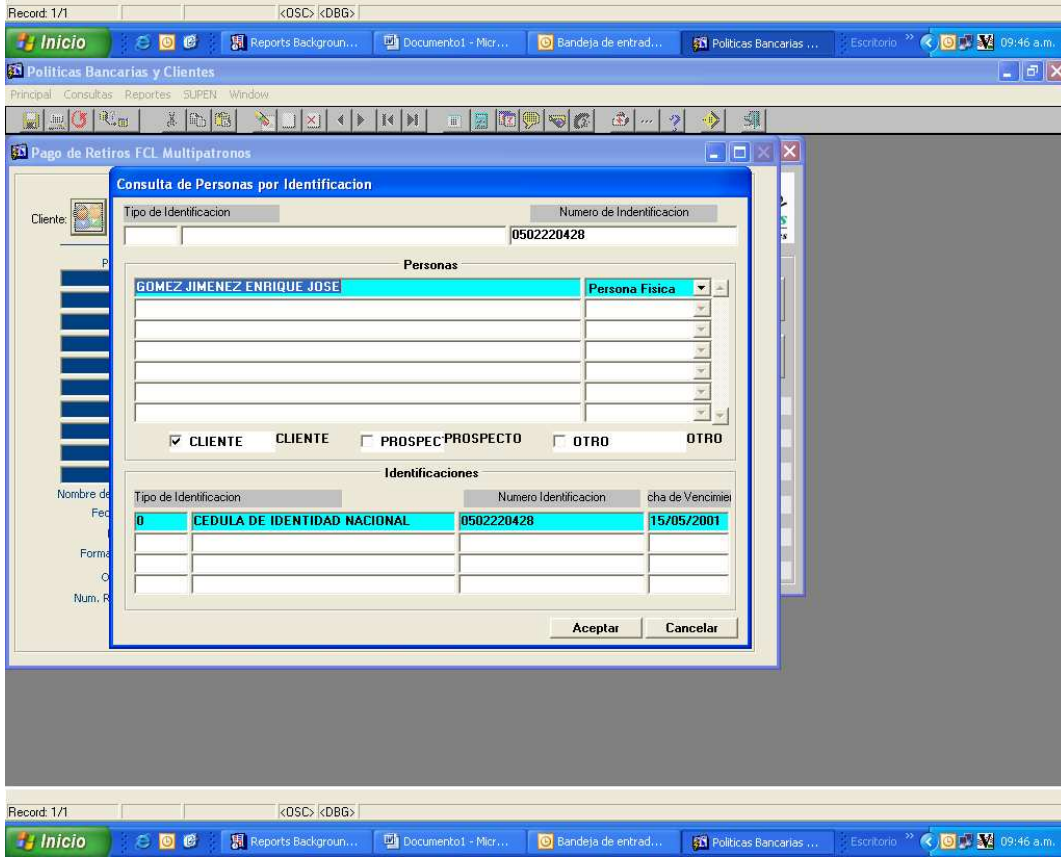 Record: 1/1 <OSC> <DBG>
Inicio Reports Backgroun... Documento1 - Micr... Bandeja de entrad... Politicas Bancarias ... Escritorio » 09:46 a.m.
Politicas Bancarias y Clientes
Principal Consultas Reportes SUPEN Window
Pago de Retiros FCL Multipatronos
Consulta de Personas por Identificacion
Cliente:
Tipo de Identificacion Numero de Indentificacion
0502220428
P
Personas
GOMEZ JIMENEZ ENRIQUE JOSE Persona Fisica
CLIENTE CLIENTE PROSPEC PROSPECTO OTRO OTRO
Identificaciones
Nombre de
Tipo de Identificacion Numero Identificacion cha de Vencimie
Fec
0 CEDULA DE IDENTIDAD NACIONAL 0502220428 15/05/2001
Forma
O
Num. R
Aceptar Cancelar
Record: 1/1 <OSC> <DBG>
Inicio Reports Backgroun... Documento1 - Micr... Bandeja de entrad... Politicas Bancarias ... Escritorio » 09:46 a.m.